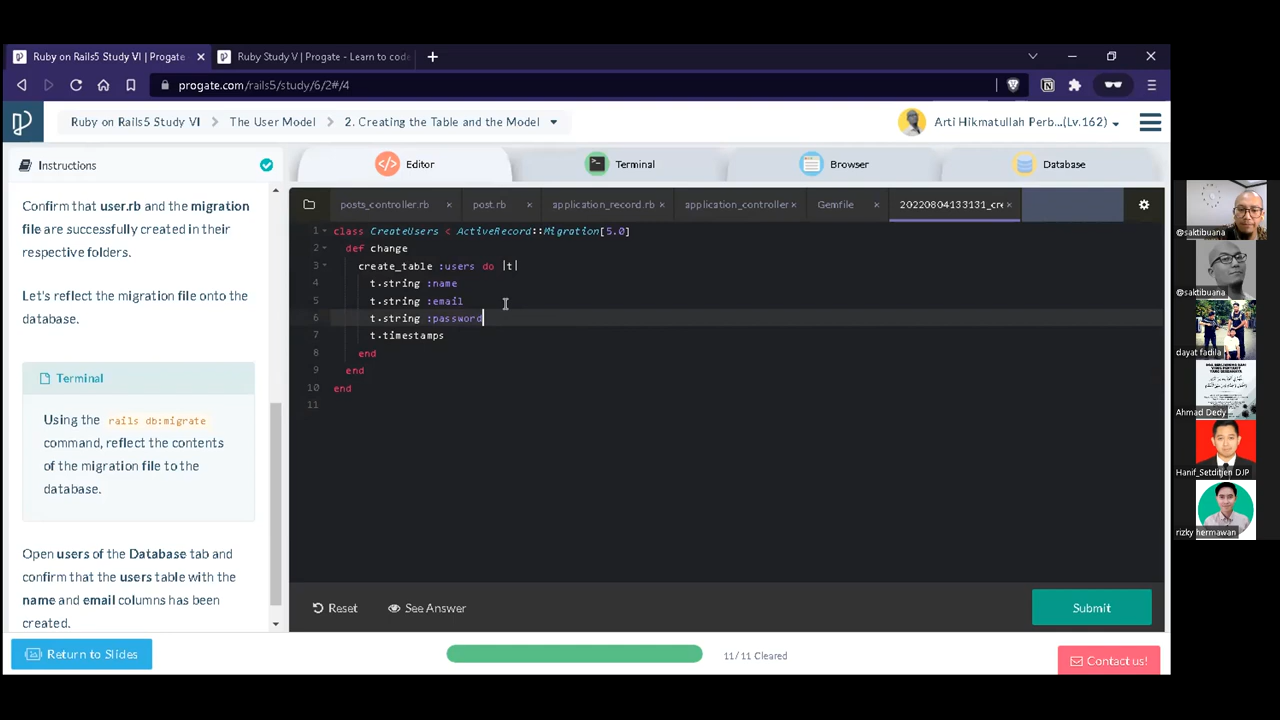 Ruby on Rails5 Study VI | Progate
Ruby Study V | Progate - Learn to code
progate.com/rails5/study/6/2#/4
Ruby on Rails5 Study VI
The User Model
2. Creating the Table and the Model
Arti Hikmatullah Perb...(Lv.162)
Instructions
Editor
Terminal
Browser
Database
posts_controller.rb
post.rb
application_record.rb
application_controller
Gemfile
20220804133131_cre
Confirm that user.rb and the migration
file are successfully created in their
respective folders.
Let's reflect the migration file onto the
database.
Terminal
Using the rails db:migrate
command, reflect the contents
of the migration file to the
database.
Open users of the Database tab and
confirm that the users table with the
name and email columns has been
created.
1 class CreateUsers < ActiveRecord::Migration[5.0]
2 def change
3 create_table :users do |t|
4 t.string :name
5 t.string :email
6 t.string :password
7 t.timestamps
8 end
9 end
10 end
11
Reset
See Answer
Submit
Return to Slides
11/11 Cleared
Contact us!
@saktibuana
@saktibuana
dayat fadila
Ahmad Dedy
Hanif_Setditjen DJP
rizky hermawan